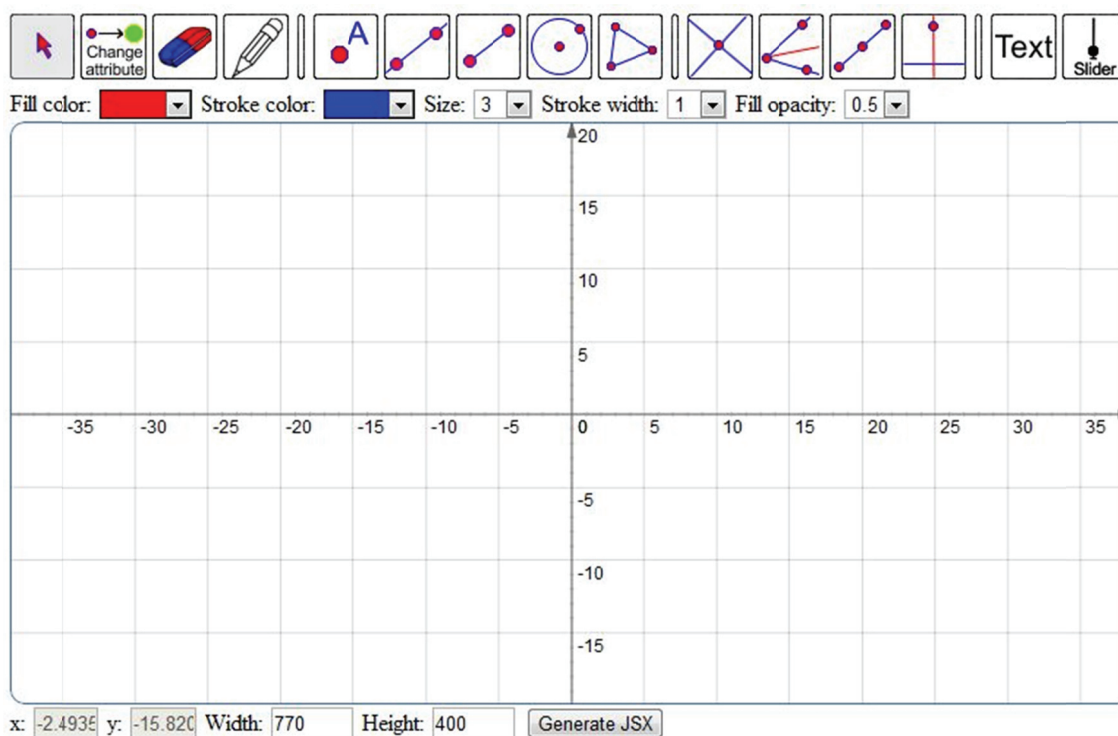 Change attribute A Text Slider
Fill color: Stroke color: Size: 3 Stroke width: 1 Fill opacity: 0.5
20
15
10
5
-35 -30 -25 -20 -15 -10 -5 0 5 10 15 20 25 30 35
-5
-10
-15
x: -2.4935 y: -15.820 Width: 770 Height: 400 Generate JSX